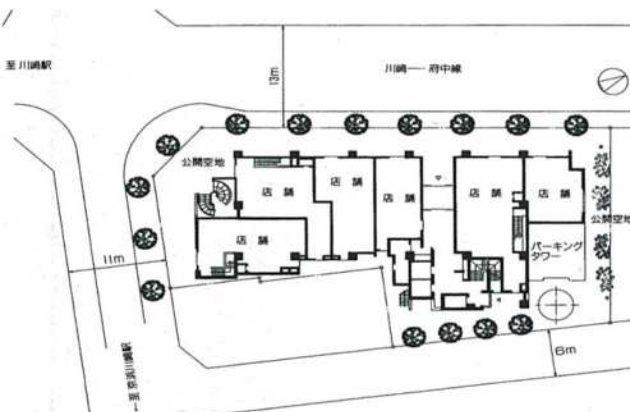 至川崎駅
川崎━府中線
13m
公開空地
店舗
店舗
店舗
店舗
店舗
店舗
公開空地
パーキング
タワー
11m
←至京浜川崎駅
6m